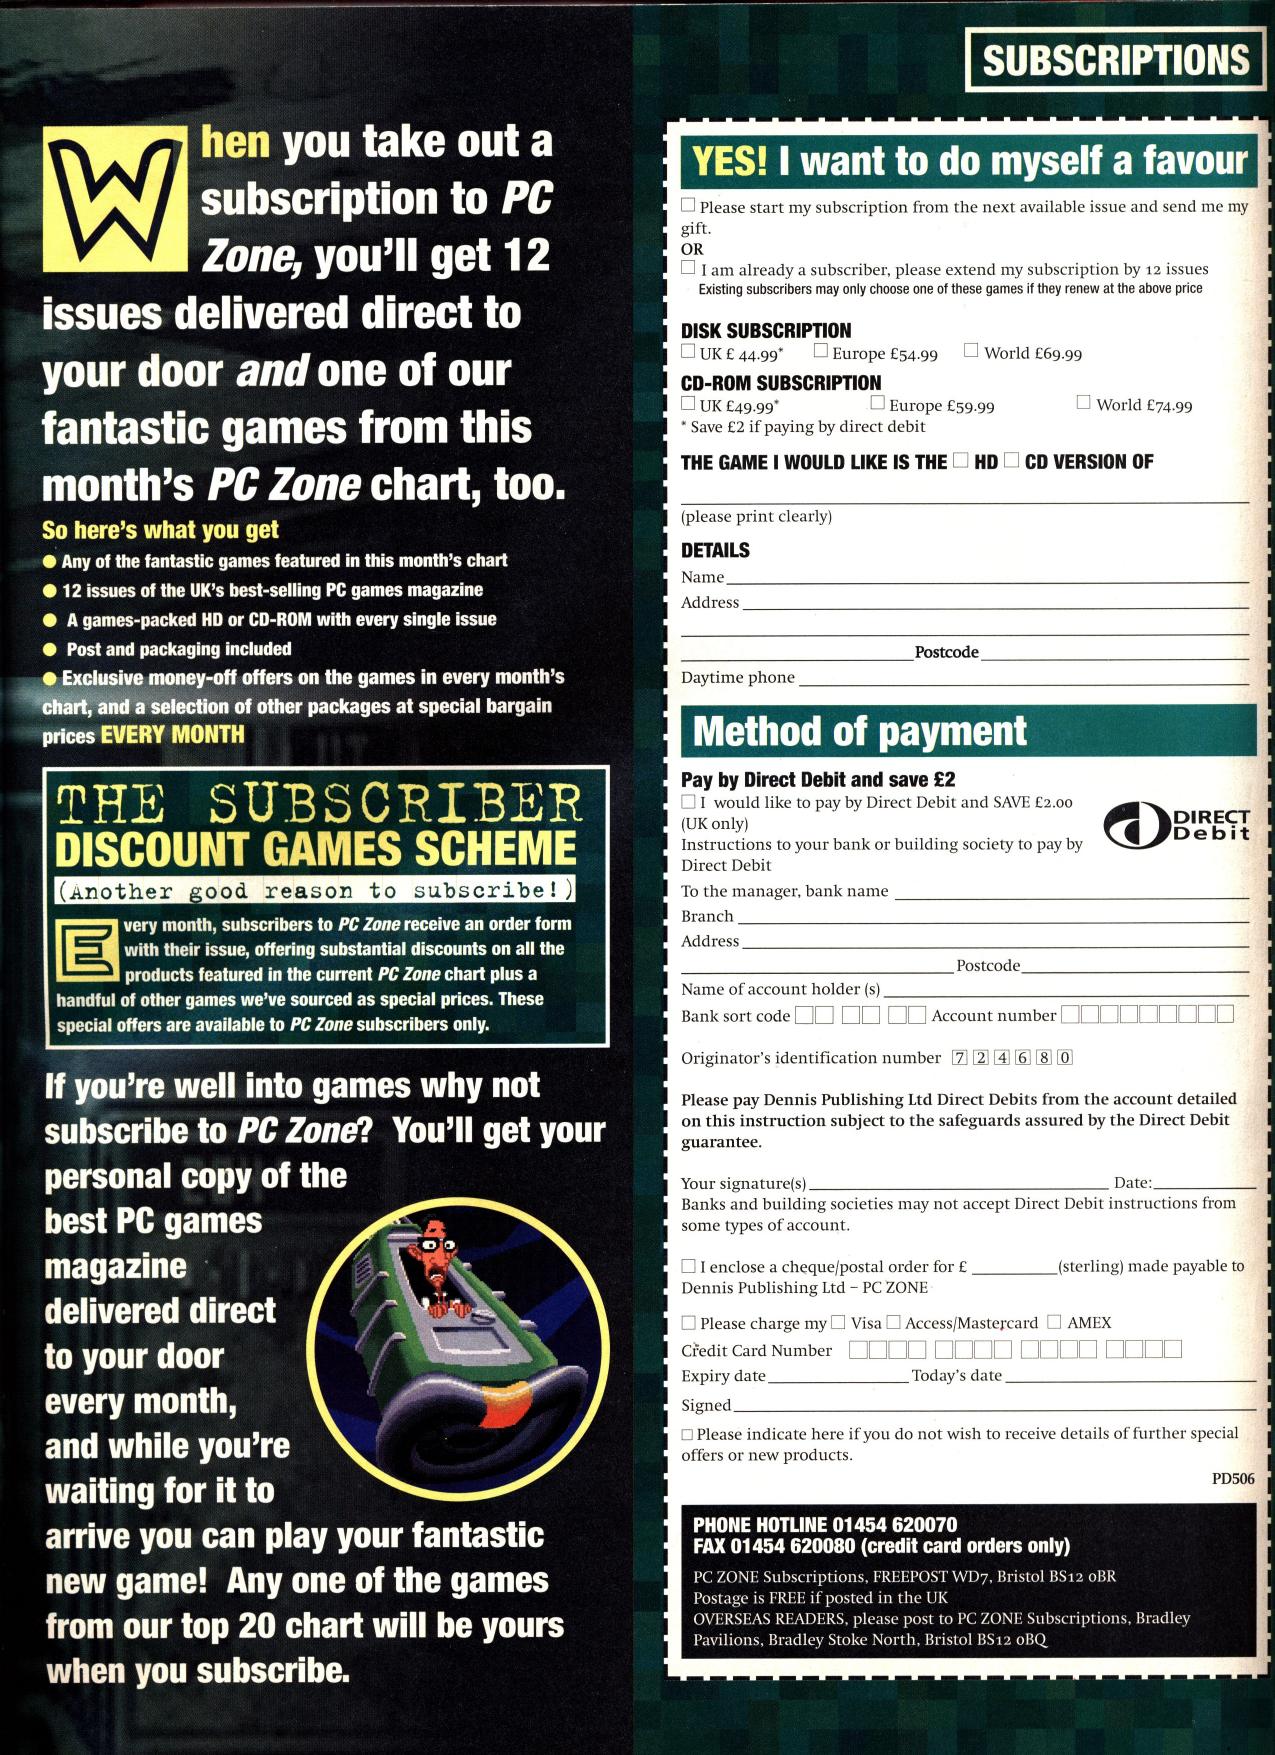 SUBSCRIPTIONS
When you take out a
subscription to PC
Zone, you'll get 12
issues delivered direct to
your door and one of our
fantastic games from this
month's PC Zone chart, too.
So here's what you get
● Any of the fantastic games featured in this month's chart
● 12 issues of the UK's best-selling PC games magazine
● A games-packed HD or CD-ROM with every single issue
● Post and packaging included
● Exclusive money-off offers on the games in every month's
chart, and a selection of other packages at special bargain
prices EVERY MONTH
THE SUBSCRIBER
DISCOUNT GAMES SCHEME
(Another good reason to subscribe!)
Every month, subscribers to PC Zone receive an order form
with their issue, offering substantial discounts on all the
products featured in the current PC Zone chart plus a
handful of other games we've sourced as special prices. These
special offers are available to PC Zone subscribers only.
If you're well into games why not
subscribe to PC Zone? You'll get your
personal copy of the
best PC games
magazine
delivered direct
to your door
every month,
and while you're
waiting for it to
arrive you can play your fantastic
new game! Any one of the games
from our top 20 chart will be yours
when you subscribe.
YES! I want to do myself a favour
Please start my subscription from the next available issue and send me my
gift.
OR
I am already a subscriber, please extend my subscription by 12 issues
Existing subscribers may only choose one of these games if they renew at the above price
DISK SUBSCRIPTION
UK £ 44.99* Europe £54.99 World £69.99
CD-ROM SUBSCRIPTION
UK £49.99* Europe £59.99 World £74.99
* Save £2 if paying by direct debit
THE GAME I WOULD LIKE IS THE HD CD VERSION OF
(please print clearly)
DETAILS
Name
Address
Postcode
Daytime phone
Method of payment
Pay by Direct Debit and save £2
I would like to pay by Direct Debit and SAVE £2.00
(UK only)
Instructions to your bank or building society to pay by
Direct Debit
DIRECT
Debit
To the manager, bank name
Branch
Address
Postcode
Name of account holder (s)
Bank sort code Account number
Originator's identification number 7 2 4 6 8 0
Please pay Dennis Publishing Ltd Direct Debits from the account detailed
on this instruction subject to the safeguards assured by the Direct Debit
guarantee.
Your signature(s) Date:
Banks and building societies may not accept Direct Debit instructions from
some types of account.
I enclose a cheque/postal order for £ (sterling) made payable to
Dennis Publishing Ltd – PC ZONE
Please charge my Visa Access/Mastercard AMEX
Credit Card Number
Expiry date Today's date
Signed
Please indicate here if you do not wish to receive details of further special
offers or new products.
PD506
PHONE HOTLINE 01454 620070
FAX 01454 620080 (credit card orders only)
PC ZONE Subscriptions, FREEPOST WD7, Bristol BS12 0BR
Postage is FREE if posted in the UK
OVERSEAS READERS, please post to PC ZONE Subscriptions, Bradley
Pavilions, Bradley Stoke North, Bristol BS12 0BQ